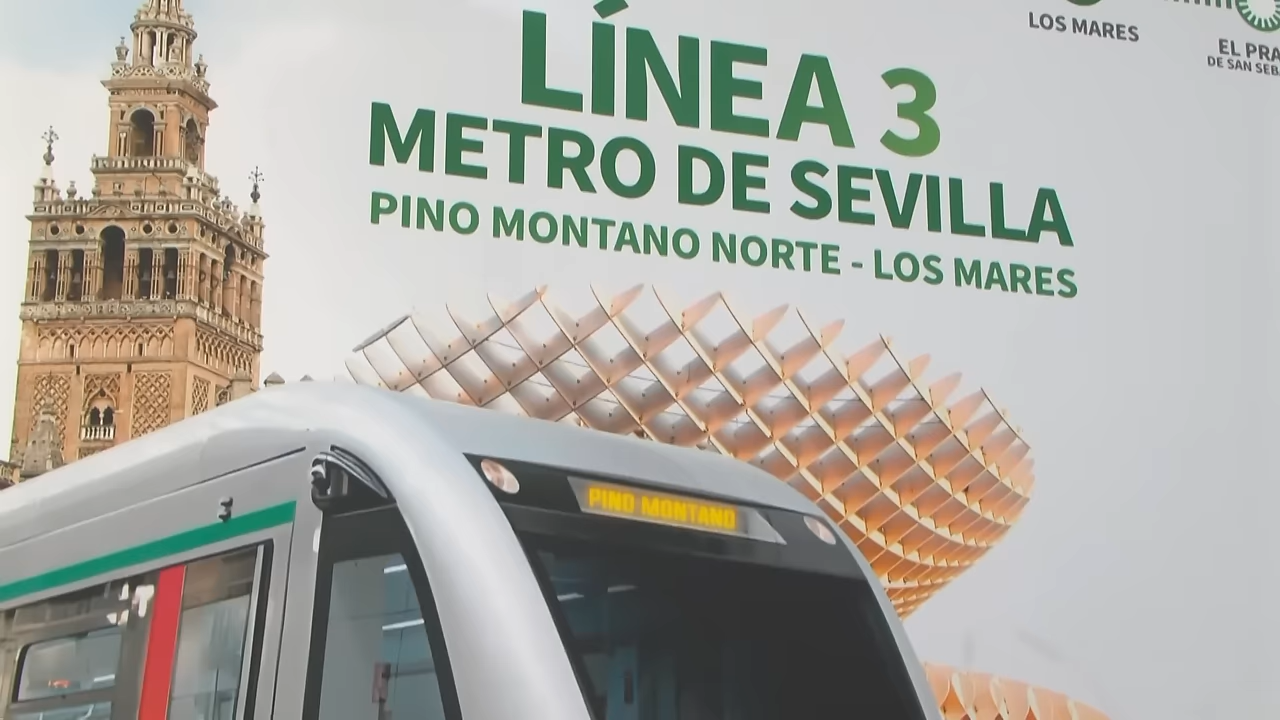 LÍNEA 3
METRO DE SEVILLA
PINO MONTANO NORTE - LOS MARES
LOS MARES
EL PRA
DE SAN SEB
PINO MONTANO